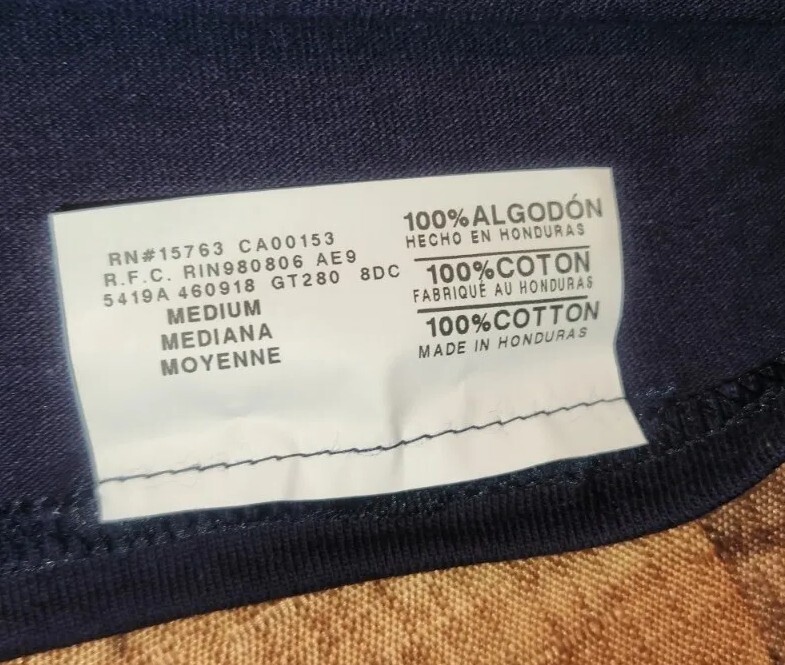 RN#15763 CA00153
R.F.C. RIN980806 AE9
5419A 460918 GT280 8DC
MEDIUM
MEDIANA
MOYENNE
100%ALGODÓN
HECHO EN HONDURAS
100%COTON
FABRIQUÉ AU HONDURAS
100%COTTON
MADE IN HONDURAS